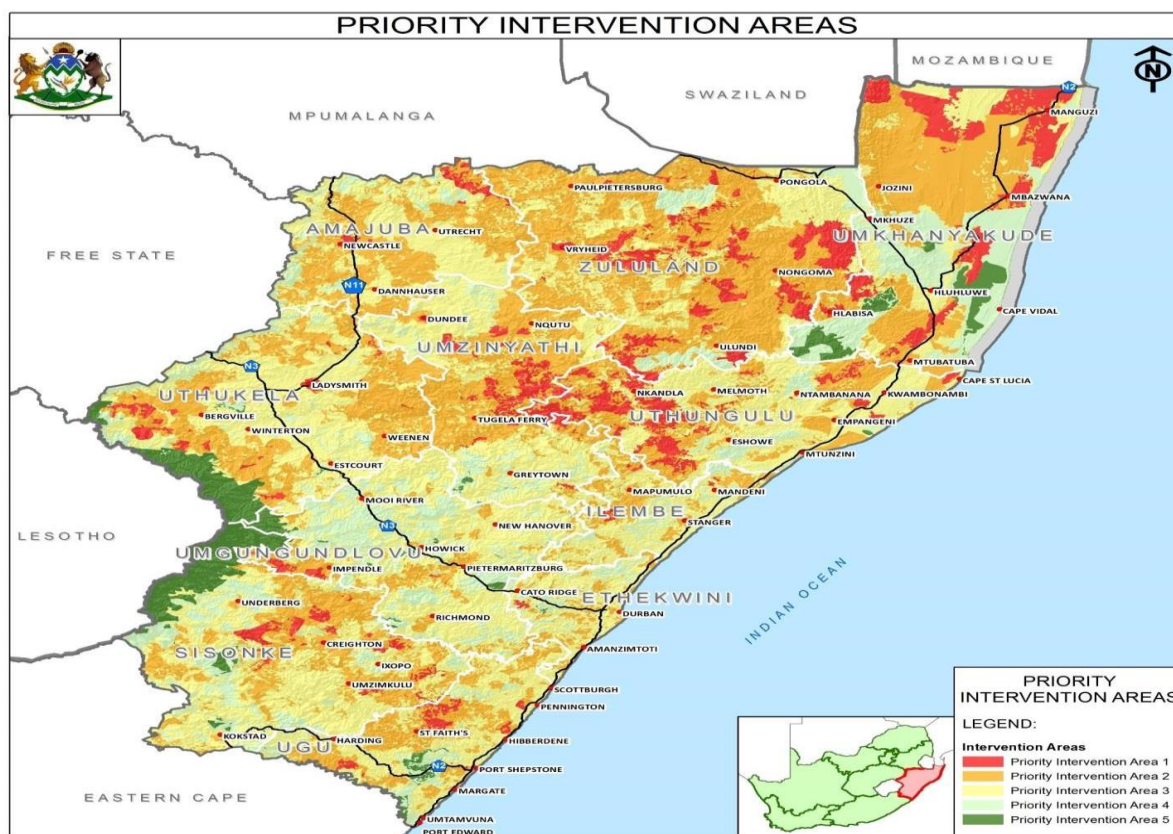 PRIORITY INTERVENTION AREAS
MOZAMBIQUE
N
SWAZILAND
N2
MANGUZI
MPUMALANGA
PAULPIETERSBURG
PONGOLA
JOZINI
MBAZWANA
MKHUZE
UMKHANYAKUDE
AMAJUBA
UTRECHT
NEWCASTLE
FREE STATE
VRYHEID
ZULULAND
NONGOMA
N11
DANNHAUSER
HLUHLUWE
CAPE VIDAL
HLABISA
DUNDEE
NQUTU
UMZINYATHI
ULUNDI
MTUBATUBA
N3
LADYSMITH
CAPE ST LUCIA
UTHUKELA
NKANDLA
MELMOTH
NTAMBANANA
KWAMBONAMBI
BERGVILLE
WINTERTON
TUGELA FERRY
UTHUNGULU
EMPANGENI
WEENEN
ESHOWE
MTUNZINI
ESTCOURT
GREYTOWN
MAPUMULO
MANDENI
MOOI RIVER
ILEMBE
N3
NEW HANOVER
STANGER
LESOTHO
UMGUNGUNDLOVU
HOWICK
IMPENDLE
PIETERMARITZBURG
CATO RIDGE
ETHEKWINI
UNDERBERG
DURBAN
INDIAN OCEAN
RICHMOND
CREIGHTON
SISONKE
AMANZIMTOTI
IXOPO
UMZIMKULU
SCOTTBURGH
PENNINGTON
KOKSTAD
UGU
HARDING
ST FAITH'S
HIBBERDENE
N2
PORT SHEPSTONE
MARGATE
EASTERN CAPE
UMTAMVUNA
PORT EDWARD
PRIORITY
INTERVENTION AREAS
LEGEND:
Intervention Areas
Priority Intervention Area 1
Priority Intervention Area 2
Priority Intervention Area 3
Priority Intervention Area 4
Priority Intervention Area 5